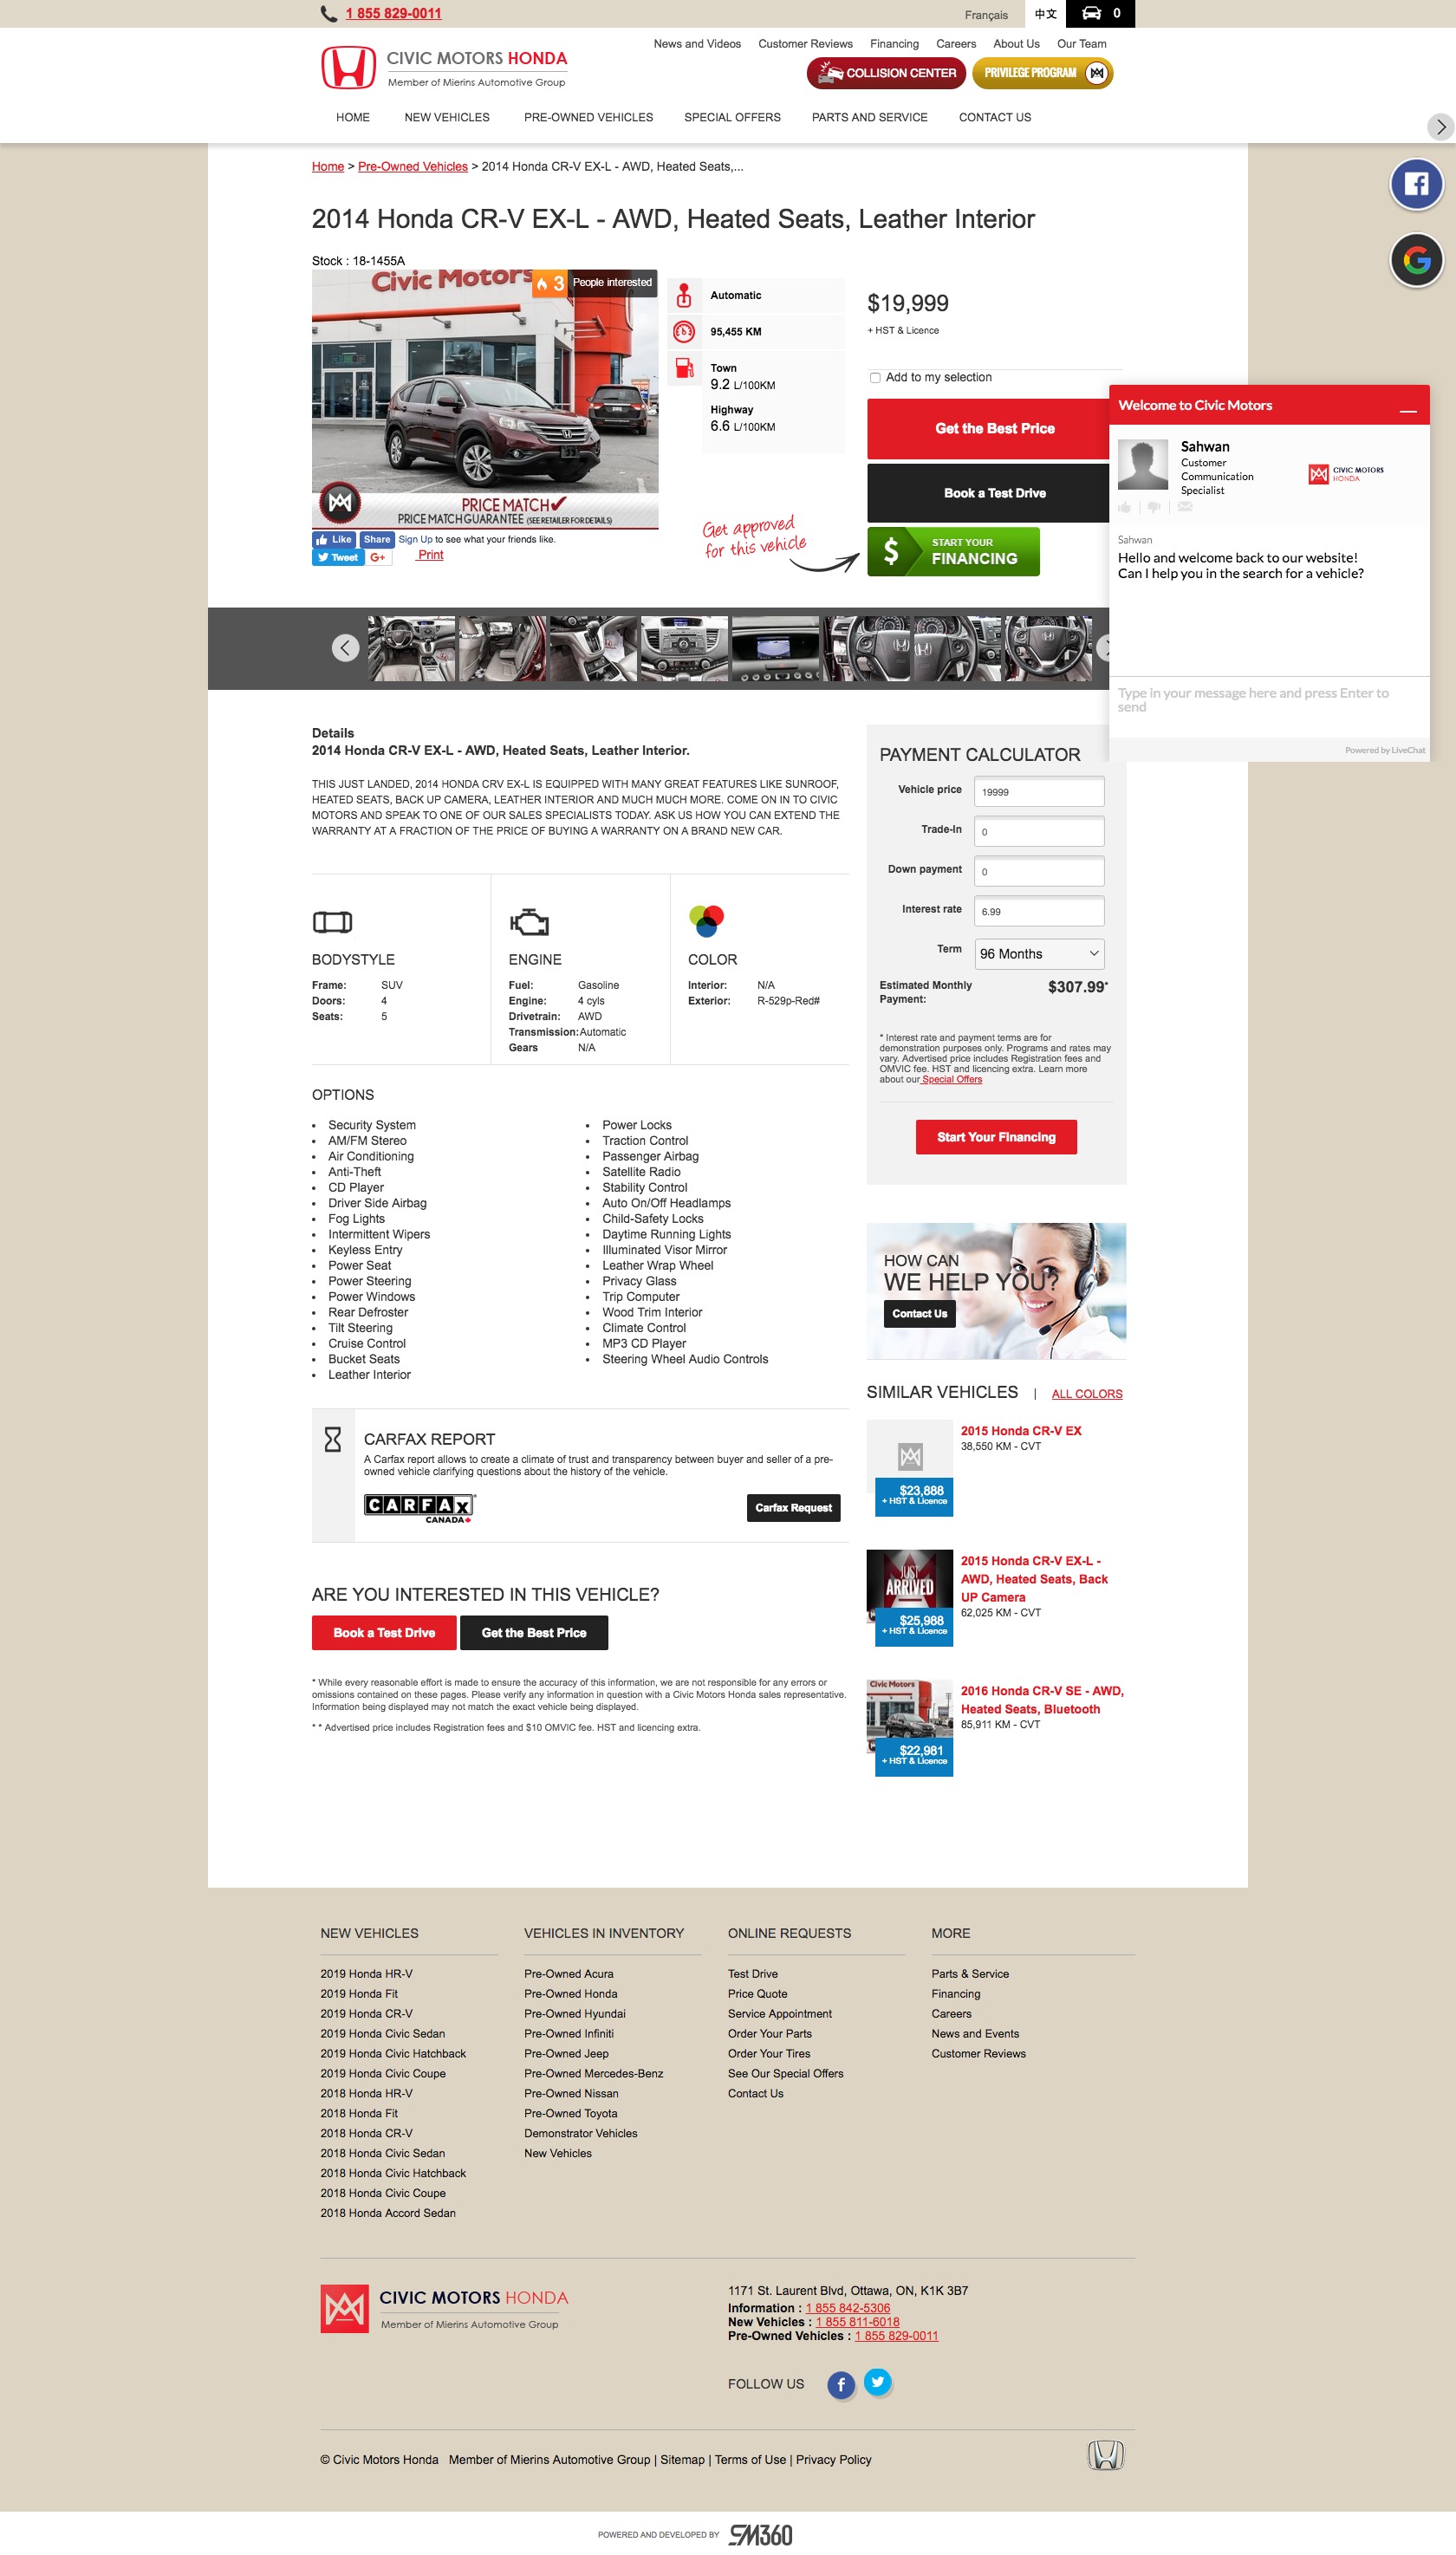 1 855 829-0011
Français
中文
0
News and Videos
Customer Reviews
Financing
Careers
About Us
Our Team
CIVIC MOTORS HONDA
Member of Mierins Automotive Group
COLLISION CENTER
PRIVILEGE PROGRAM
HOME
NEW VEHICLES
PRE-OWNED VEHICLES
SPECIAL OFFERS
PARTS AND SERVICE
CONTACT US
Home > Pre-Owned Vehicles > 2014 Honda CR-V EX-L - AWD, Heated Seats,...
2014 Honda CR-V EX-L - AWD, Heated Seats, Leather Interior
Stock : 18-1455A
Civic Motors
3
People interested
PRICE MATCH
PRICE MATCH GUARANTEE (SEE RETAILER FOR DETAILS)
Like
Share
Sign Up to see what your friends like.
Tweet
G+
Print
Automatic
95,455 KM
Town
9.2 L/100KM
Highway
6.6 L/100KM
Get approved
for this vehicle
$19,999
+ HST & Licence
Add to my selection
Get the Best Price
Book a Test Drive
$
START YOUR
FINANCING
Welcome to Civic Motors
Sahwan
Customer
Communication
Specialist
CIVIC MOTORS
HONDA
Sahwan
Hello and welcome back to our website!
Can I help you in the search for a vehicle?
Type in your message here and press Enter to
send
Powered by LiveChat
Details
2014 Honda CR-V EX-L - AWD, Heated Seats, Leather Interior.
THIS JUST LANDED, 2014 HONDA CRV EX-L IS EQUIPPED WITH MANY GREAT FEATURES LIKE SUNROOF,
HEATED SEATS, BACK UP CAMERA, LEATHER INTERIOR AND MUCH MUCH MORE. COME ON IN TO CIVIC
MOTORS AND SPEAK TO ONE OF OUR SALES SPECIALISTS TODAY. ASK US HOW YOU CAN EXTEND THE
WARRANTY AT A FRACTION OF THE PRICE OF BUYING A WARRANTY ON A BRAND NEW CAR.
BODYSTYLE
Frame: SUV
Doors: 4
Seats: 5
ENGINE
Fuel: Gasoline
Engine: 4 cyls
Drivetrain: AWD
Transmission: Automatic
Gears N/A
COLOR
Interior: N/A
Exterior: R-529p-Red#
OPTIONS
Security System
AM/FM Stereo
Air Conditioning
Anti-Theft
CD Player
Driver Side Airbag
Fog Lights
Intermittent Wipers
Keyless Entry
Power Seat
Power Steering
Power Windows
Rear Defroster
Tilt Steering
Cruise Control
Bucket Seats
Leather Interior
Power Locks
Traction Control
Passenger Airbag
Satellite Radio
Stability Control
Auto On/Off Headlamps
Child-Safety Locks
Daytime Running Lights
Illuminated Visor Mirror
Leather Wrap Wheel
Privacy Glass
Trip Computer
Wood Trim Interior
Climate Control
MP3 CD Player
Steering Wheel Audio Controls
CARFAX REPORT
A Carfax report allows to create a climate of trust and transparency between buyer and seller of a pre-
owned vehicle clarifying questions about the history of the vehicle.
CARFAX
CANADA
Carfax Request
ARE YOU INTERESTED IN THIS VEHICLE?
Book a Test Drive
Get the Best Price
* While every reasonable effort is made to ensure the accuracy of this information, we are not responsible for any errors or
omissions contained on these pages. Please verify any information in question with a Civic Motors Honda sales representative.
Information being displayed may not match the exact vehicle being displayed.
* * Advertised price includes Registration fees and $10 OMVIC fee. HST and licencing extra.
PAYMENT CALCULATOR
Vehicle price 19999
Trade-In 0
Down payment 0
Interest rate 6.99
Term 96 Months
Estimated Monthly
Payment:
$307.99*
* Interest rate and payment terms are for
demonstration purposes only. Programs and rates may
vary. Advertised price includes Registration fees and
OMVIC fee. HST and licencing extra. Learn more
about our Special Offers
Start Your Financing
HOW CAN
WE HELP YOU?
Contact Us
SIMILAR VEHICLES | ALL COLORS
2015 Honda CR-V EX
38,550 KM - CVT
$23,888
+ HST & Licence
JUST
ARRIVED
2015 Honda CR-V EX-L -
AWD, Heated Seats, Back
UP Camera
62,025 KM - CVT
$25,988
+ HST & Licence
Civic Motors
2016 Honda CR-V SE - AWD,
Heated Seats, Bluetooth
85,911 KM - CVT
$22,981
+ HST & Licence
NEW VEHICLES
2019 Honda HR-V
2019 Honda Fit
2019 Honda CR-V
2019 Honda Civic Sedan
2019 Honda Civic Hatchback
2019 Honda Civic Coupe
2018 Honda HR-V
2018 Honda Fit
2018 Honda CR-V
2018 Honda Civic Sedan
2018 Honda Civic Hatchback
2018 Honda Civic Coupe
2018 Honda Accord Sedan
VEHICLES IN INVENTORY
Pre-Owned Acura
Pre-Owned Honda
Pre-Owned Hyundai
Pre-Owned Infiniti
Pre-Owned Jeep
Pre-Owned Mercedes-Benz
Pre-Owned Nissan
Pre-Owned Toyota
Demonstrator Vehicles
New Vehicles
ONLINE REQUESTS
Test Drive
Price Quote
Service Appointment
Order Your Parts
Order Your Tires
See Our Special Offers
Contact Us
MORE
Parts & Service
Financing
Careers
News and Events
Customer Reviews
CIVIC MOTORS HONDA
Member of Mierins Automotive Group
1171 St. Laurent Blvd, Ottawa, ON, K1K 3B7
Information : 1 855 842-5306
New Vehicles : 1 855 811-6018
Pre-Owned Vehicles : 1 855 829-0011
FOLLOW US
© Civic Motors Honda Member of Mierins Automotive Group | Sitemap | Terms of Use | Privacy Policy
POWERED AND DEVELOPED BY SM360